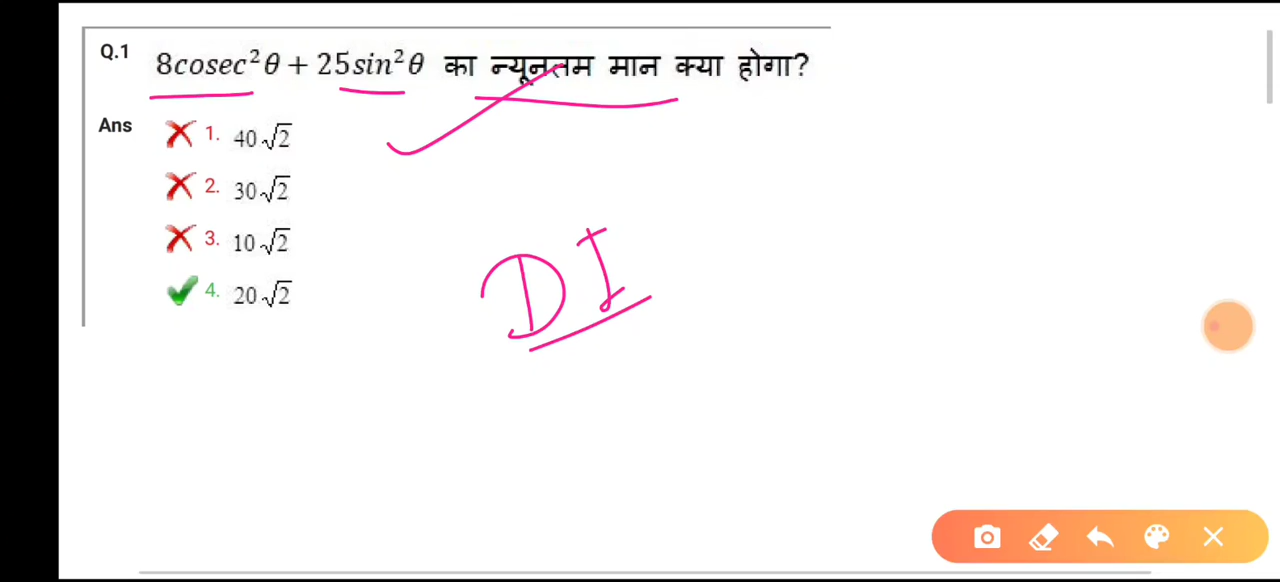 Q.1 8cosec²θ + 25sin²θ का न्यूनतम मान क्या होगा?
Ans 1. 40√2
2. 30√2
3. 10√2
4. 20√2
DI